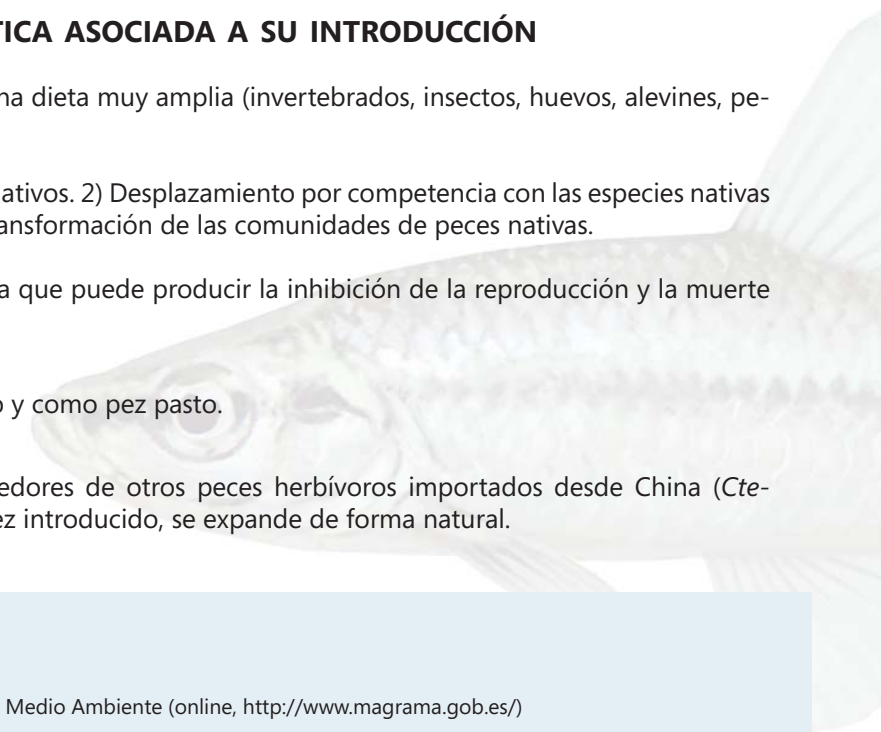 TICA ASOCIADA A SU INTRODUCCIÓN
na dieta muy amplia (invertebrados, insectos, huevos, alevines, pe-
ativos. 2) Desplazamiento por competencia con las especies nativas
ansformación de las comunidades de peces nativas.
a que puede producir la inhibición de la reproducción y la muerte
o y como pez pasto.
edores de otros peces herbívoros importados desde China (Cte-
ez introducido, se expande de forma natural.
Medio Ambiente (online, http://www.magrama.gob.es/)